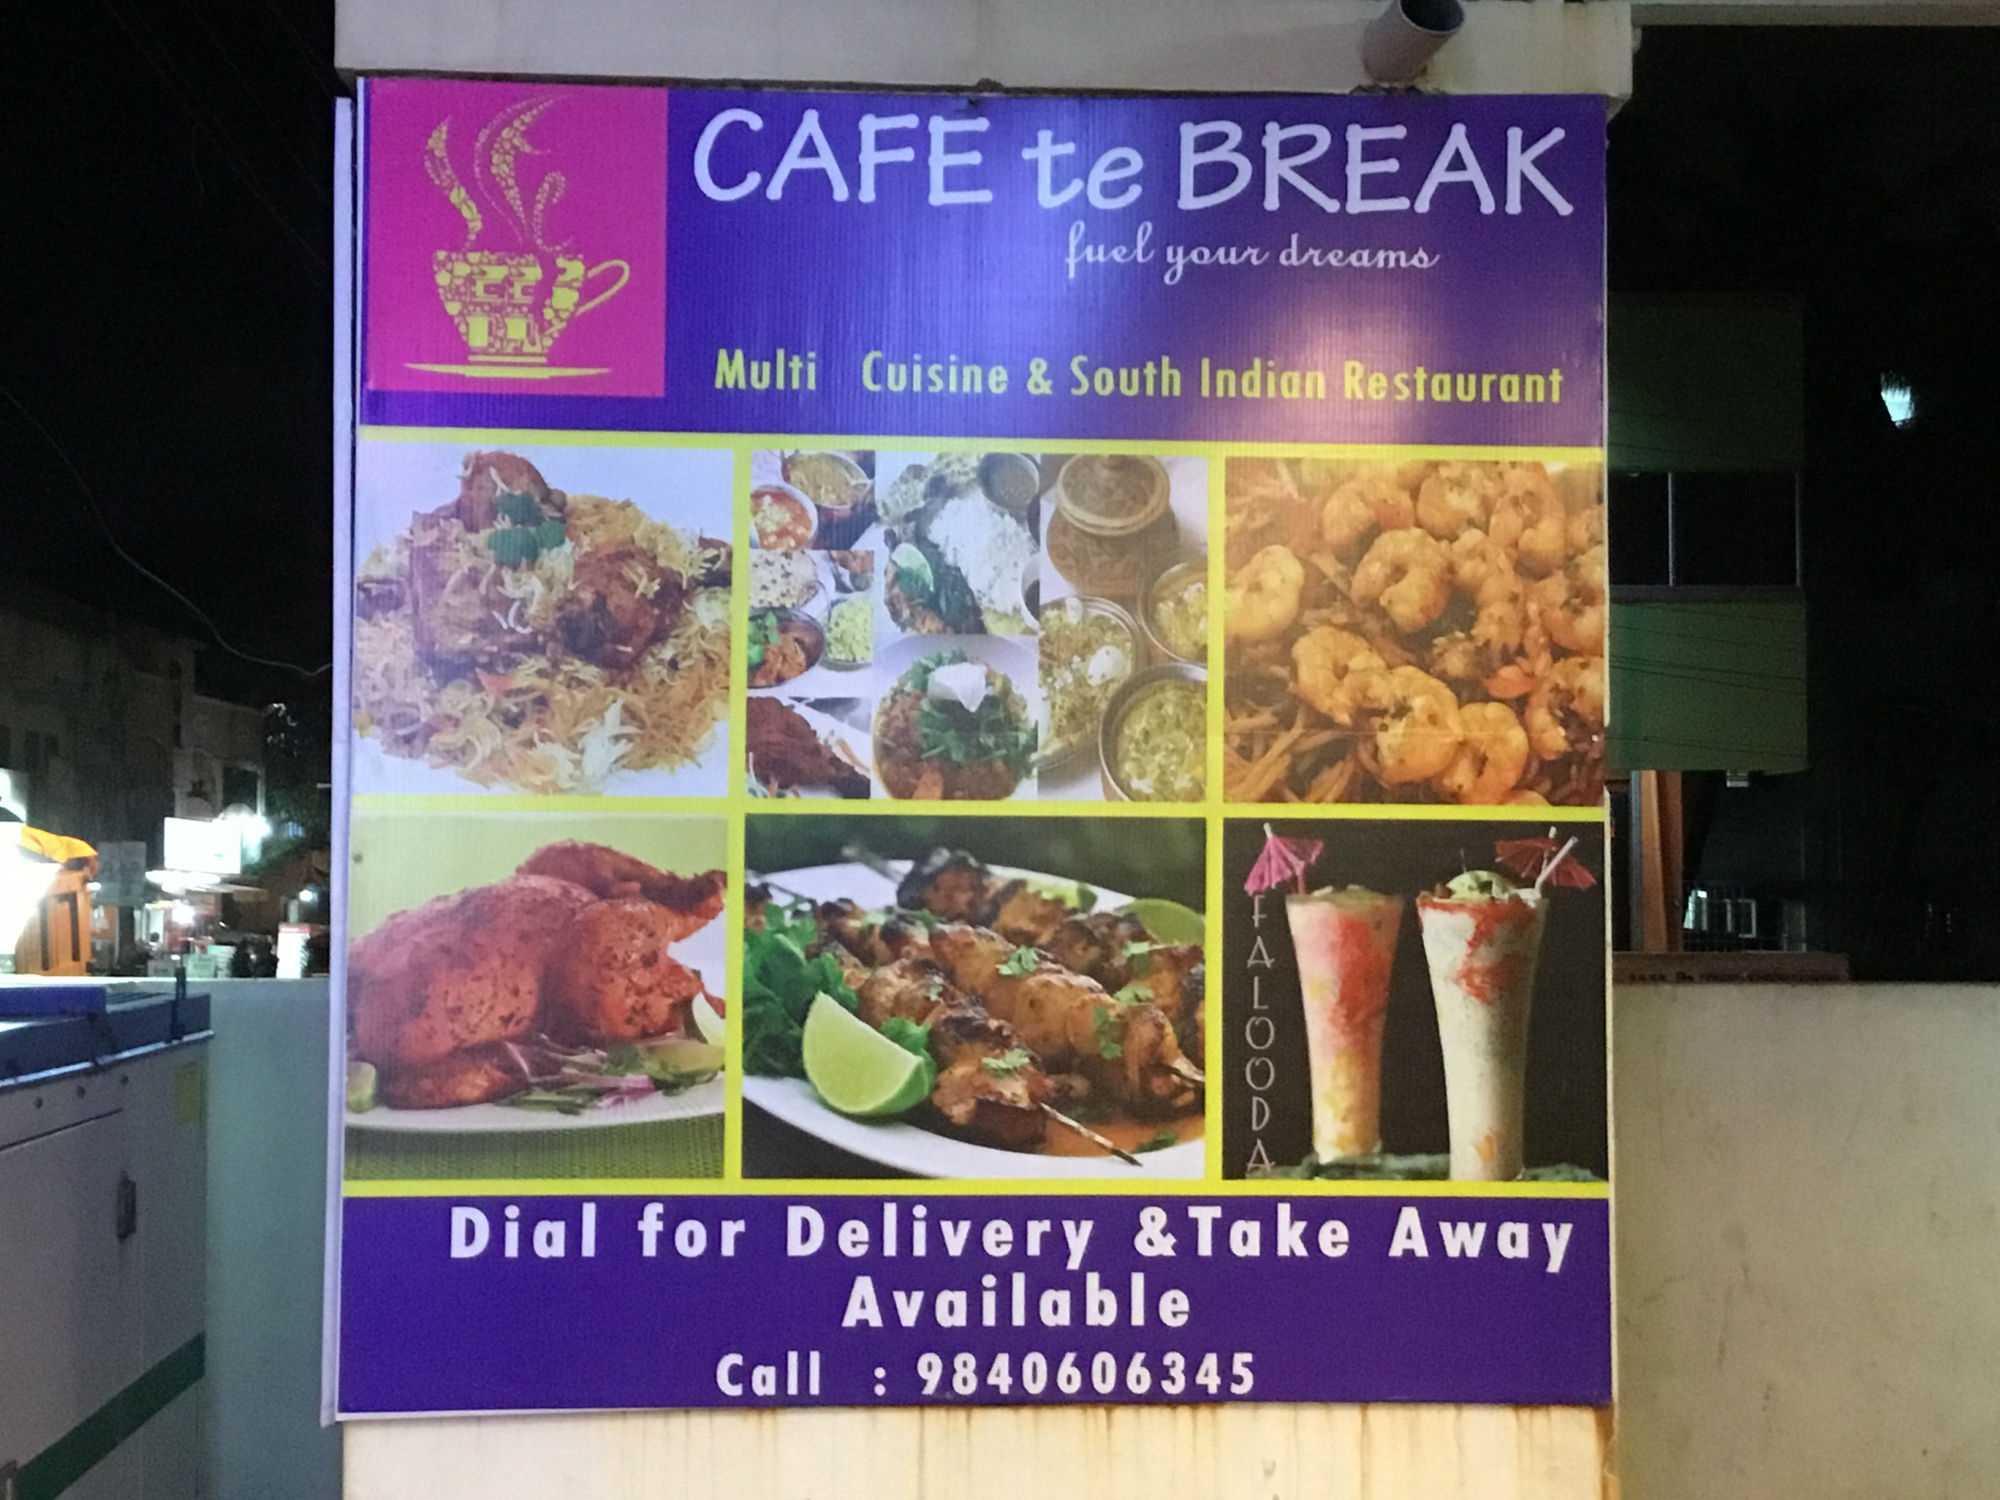 CAFE te BREAK
fuel your dreams
Multi Cuisine & South Indian Restaurant
FALOODA
Dial for Delivery &Take Away
Available
Call : 9840606345